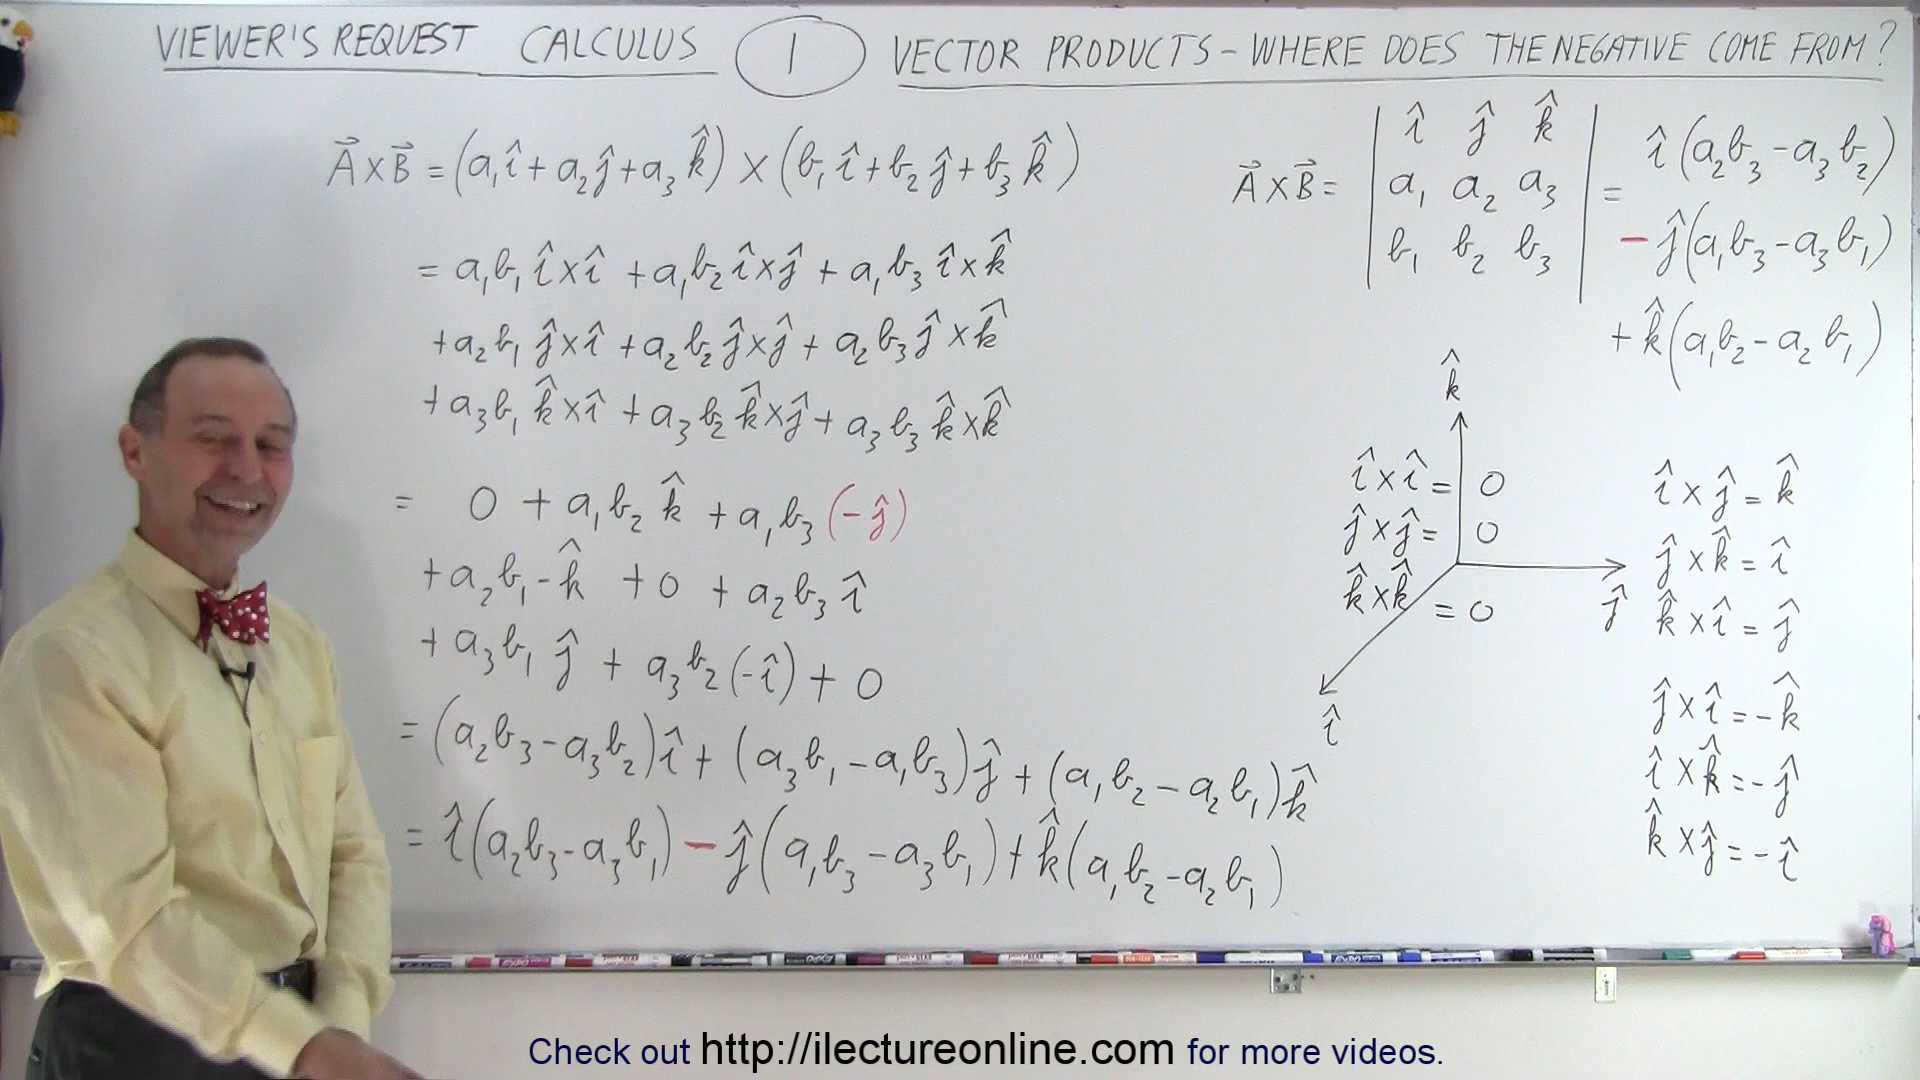 VIEWER'S REQUEST CALCULUS 1 VECTOR PRODUCTS - WHERE DOES THE NEGATIVE COME FROM?
A⃗×B⃗ = (a₁î + a₂ĵ + a₃k̂) × (b₁î + b₂ĵ + b₃k̂)
= a₁b₁ î×î + a₁b₂ î×ĵ + a₁b₃ î×k̂
+ a₂b₁ ĵ×î + a₂b₂ ĵ×ĵ + a₂b₃ ĵ×k̂
+ a₃b₁ k̂×î + a₃b₂ k̂×ĵ + a₃b₃ k̂×k̂
= 0 + a₁b₂ k̂ + a₁b₃ (-ĵ)
+ a₂b₁ -k̂ + 0 + a₂b₃ î
+ a₃b₁ ĵ + a₃b₂ (-î) + 0
= (a₂b₃ - a₃b₂)î + (a₃b₁ - a₁b₃)ĵ + (a₁b₂ - a₂b₁)k̂
= î(a₂b₃ - a₃b₁) - ĵ(a₁b₃ - a₃b₁) + k̂(a₁b₂ - a₂b₁)
A⃗×B⃗ = | î ĵ k̂ | = î(a₂b₃ - a₃b₂)
| a₁ a₂ a₃ | - ĵ(a₁b₃ - a₃b₁)
| b₁ b₂ b₃ | + k̂(a₁b₂ - a₂b₁)
k̂
î×î = 0
ĵ×ĵ = 0
k̂×k̂ = 0
ĵ
î
î×ĵ = k̂
ĵ×k̂ = î
k̂×î = ĵ
ĵ×î = -k̂
î×k̂ = -ĵ
k̂×ĵ = -î
Check out http://ilectureonline.com for more videos.